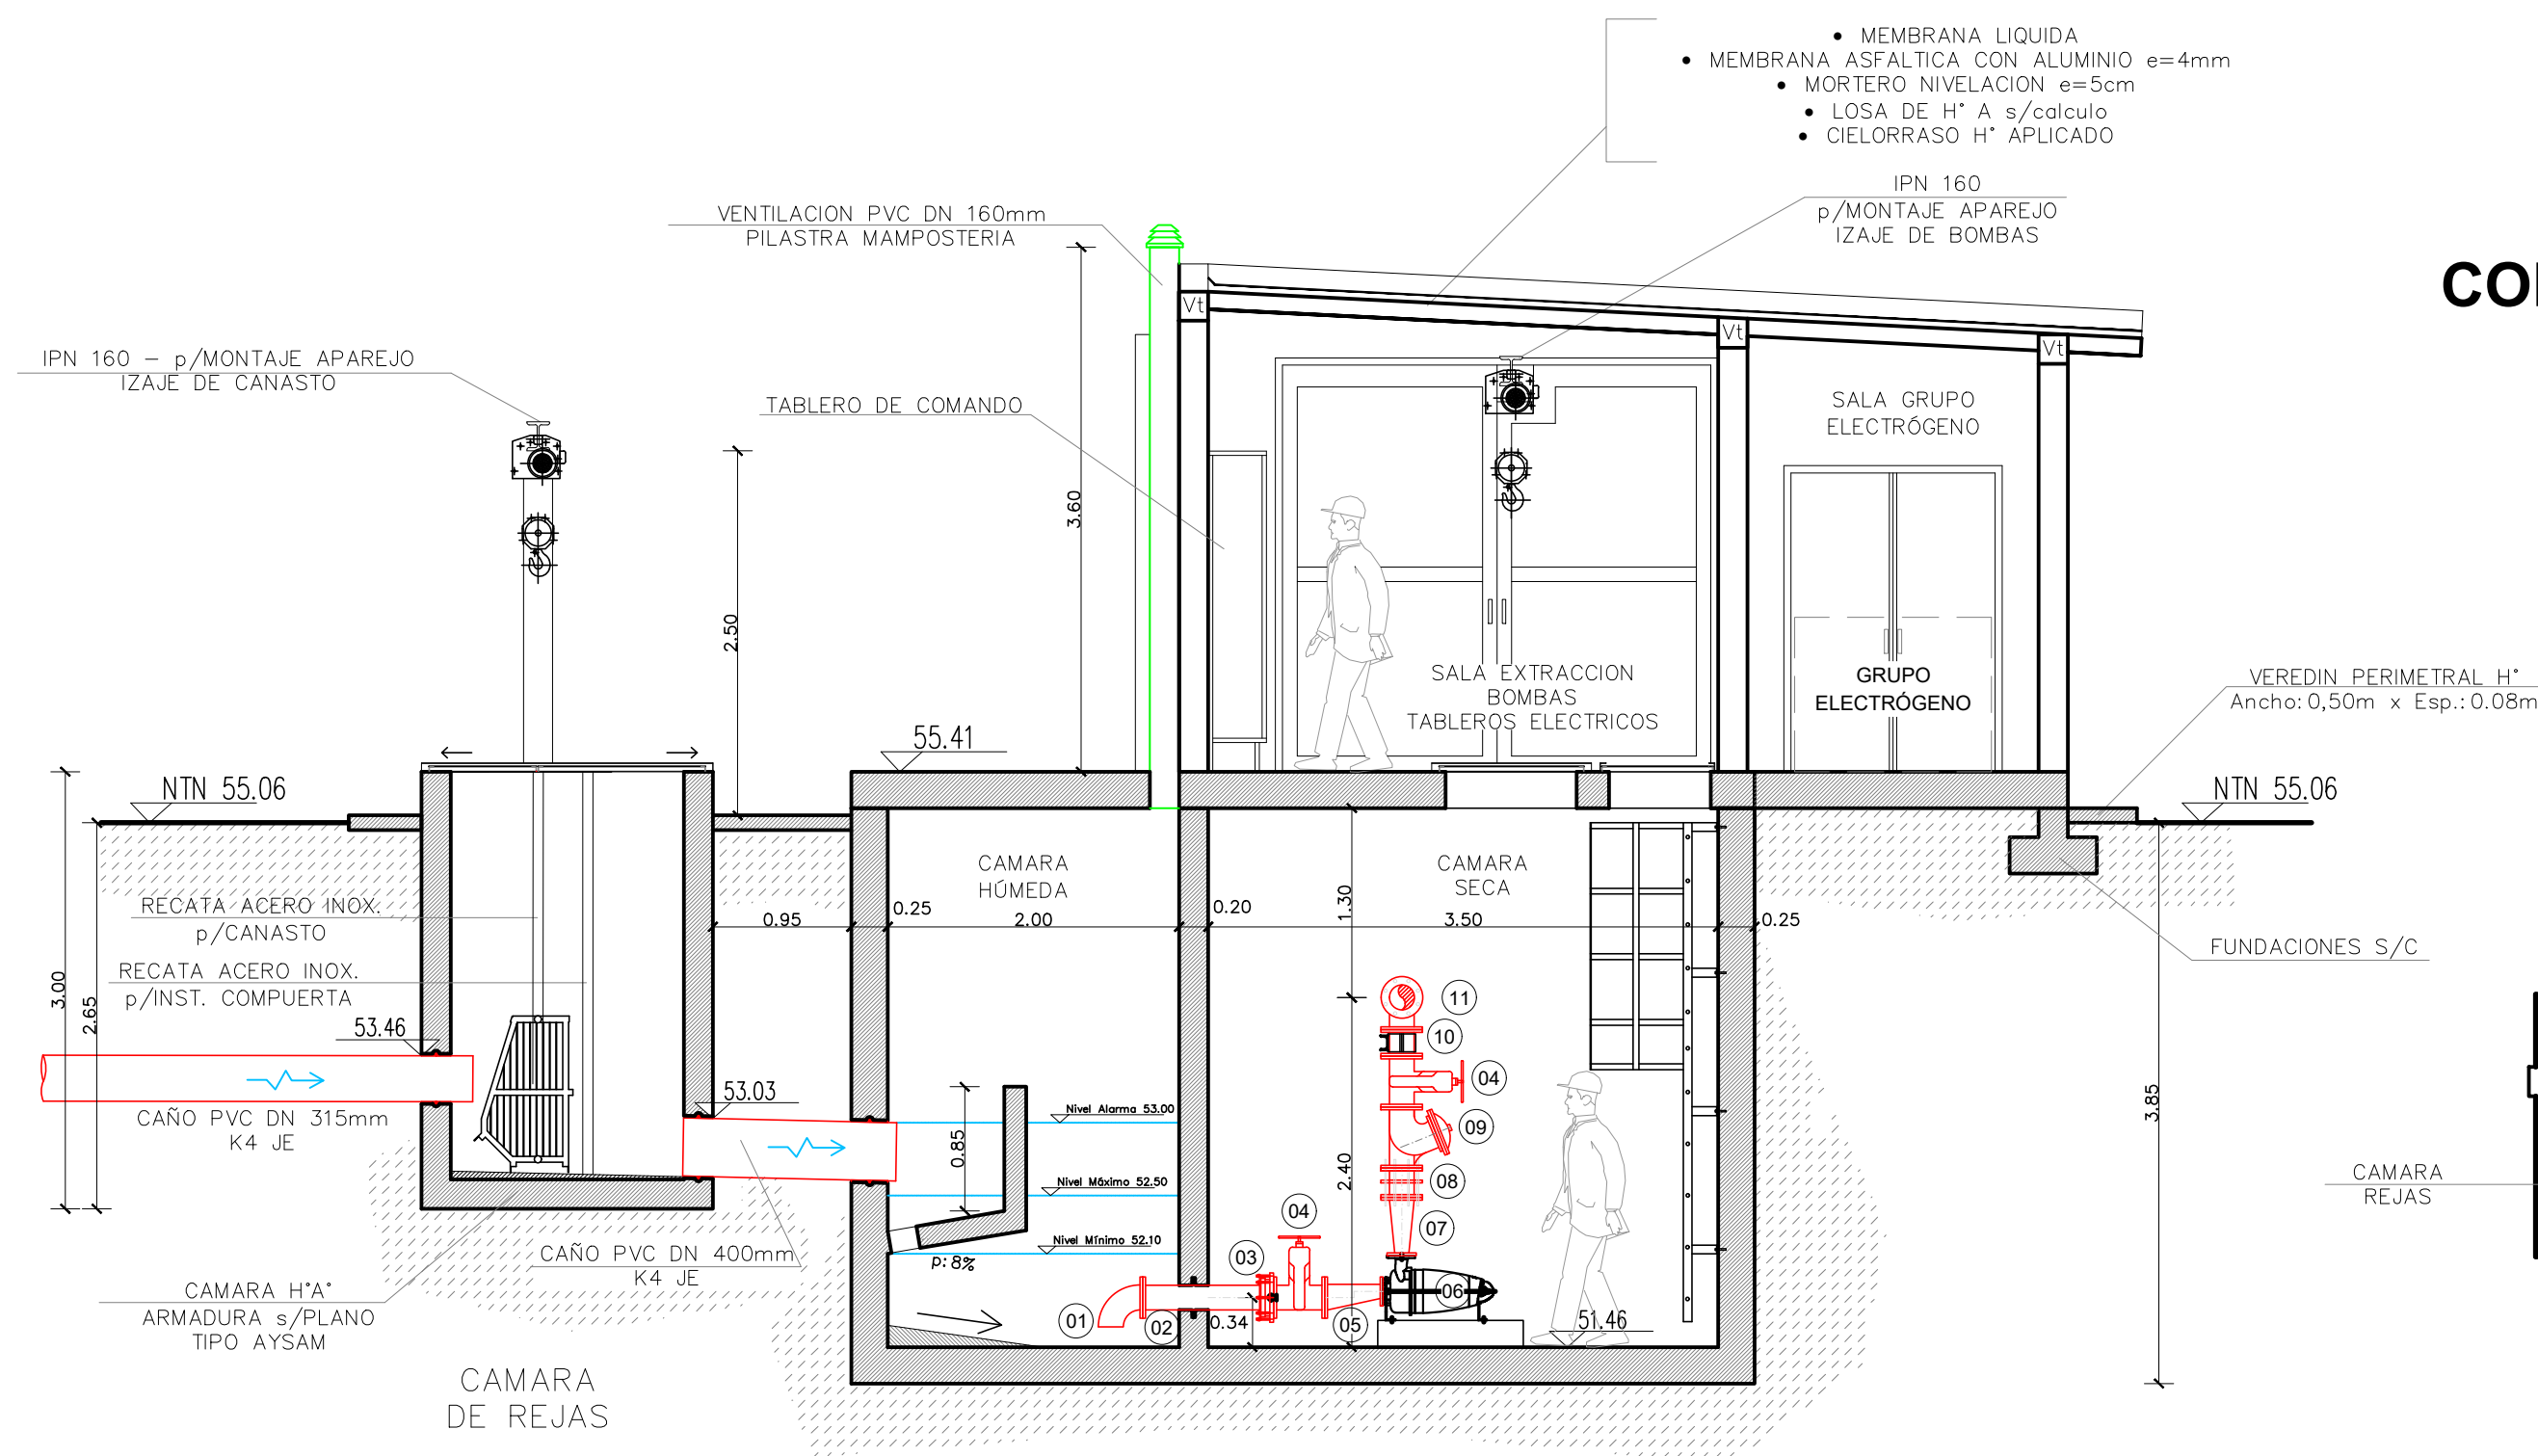 • MEMBRANA LIQUIDA
• MEMBRANA ASFALTICA CON ALUMINIO e=4mm
• MORTERO NIVELACION e=5cm
• LOSA DE H° A s/calculo
• CIELORRASO H° APLICADO
IPN 160
p/MONTAJE APAREJO
IZAJE DE BOMBAS
VENTILACION PVC DN 160mm
PILASTRA MAMPOSTERIA
IPN 160 – p/MONTAJE APAREJO
IZAJE DE CANASTO
TABLERO DE COMANDO
Vt
Vt
Vt
SALA GRUPO
ELECTRÓGENO
3.60
2.50
SALA EXTRACCION
BOMBAS
TABLEROS ELECTRICOS
GRUPO
ELECTRÓGENO
VEREDIN PERIMETRAL H°
Ancho: 0,50m x Esp.: 0.08m
55.41
NTN 55.06
NTN 55.06
CAMARA
HÚMEDA
CAMARA
SECA
RECATA ACERO INOX.
p/CANASTO
RECATA ACERO INOX.
p/INST. COMPUERTA
0.95
0.25
2.00
0.20
3.50
0.25
1.30
FUNDACIONES S/C
3.00
2.65
53.46
53.03
CAÑO PVC DN 315mm
K4 JE
11
10
04
09
08
07
04
03
06
05
02
01
Nivel Alarma 53.00
Nivel Máximo 52.50
Nivel Mínimo 52.10
0.85
p: 8%
2.40
0.34
51.46
3.85
CAMARA
REJAS
CAÑO PVC DN 400mm
K4 JE
CAMARA H°A°
ARMADURA s/PLANO
TIPO AYSAM
CAMARA
DE REJAS